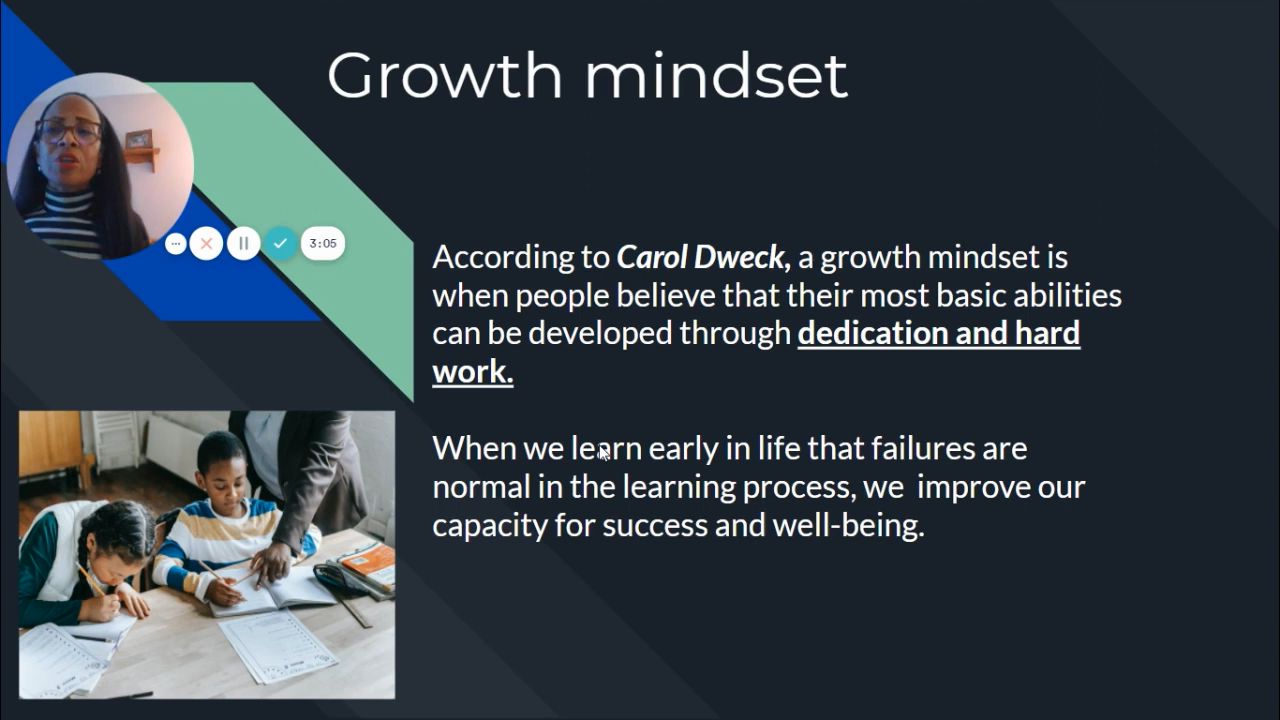 Growth mindset
3:05
According to Carol Dweck, a growth mindset is
when people believe that their most basic abilities
can be developed through dedication and hard
work.
When we learn early in life that failures are
normal in the learning process, we  improve our
capacity for success and well-being.